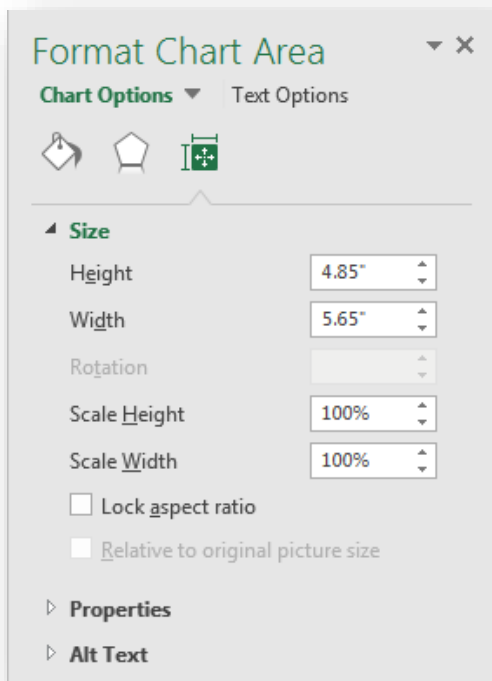 Format Chart Area
Chart Options Text Options
Size
Height 4.85"
Width 5.65"
Rotation
Scale Height 100%
Scale Width 100%
Lock aspect ratio
Relative to original picture size
Properties
Alt Text